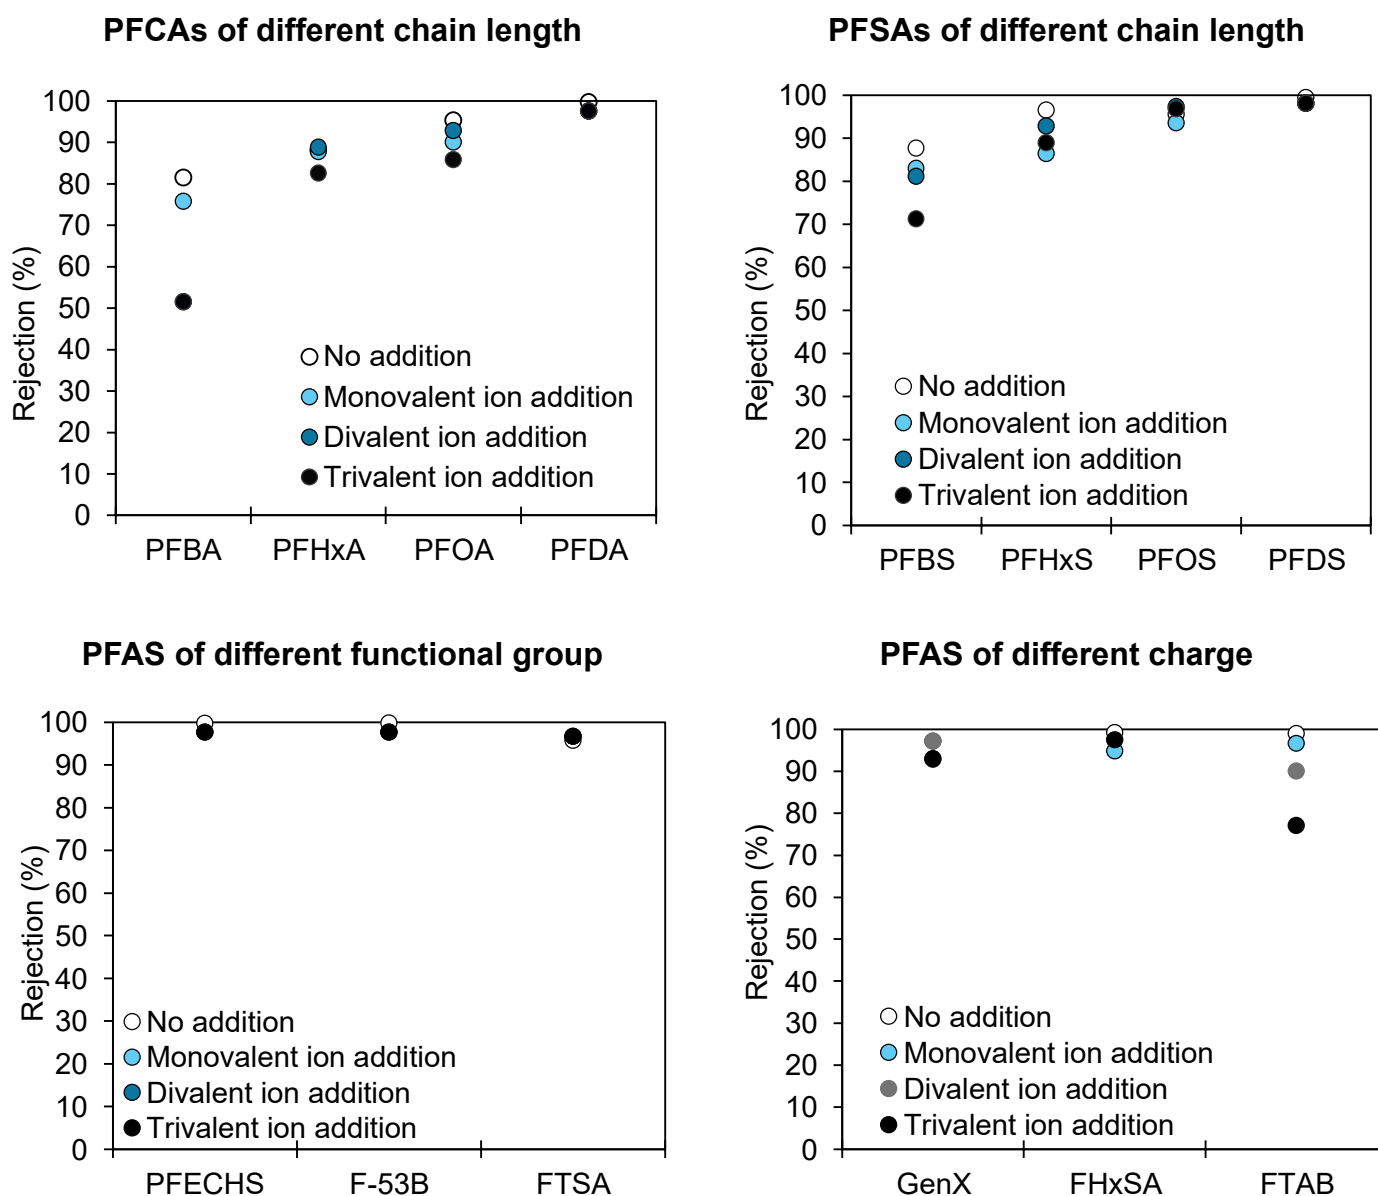 PFCAs of different chain length
100
90
80
70
60
50
40
30
20
10
0
Rejection (%)
No addition
Monovalent ion addition
Divalent ion addition
Trivalent ion addition
PFBA PFHxA PFOA PFDA
PFSAs of different chain length
100
90
80
70
60
50
40
30
20
10
0
Rejection (%)
No addition
Monovalent ion addition
Divalent ion addition
Trivalent ion addition
PFBS PFHxS PFOS PFDS
PFAS of different functional group
100
90
80
70
60
50
40
30
20
10
0
Rejection (%)
No addition
Monovalent ion addition
Divalent ion addition
Trivalent ion addition
PFECHS F-53B FTSA
PFAS of different charge
100
90
80
70
60
50
40
30
20
10
0
Rejection (%)
No addition
Monovalent ion addition
Divalent ion addition
Trivalent ion addition
GenX FHxSA FTAB